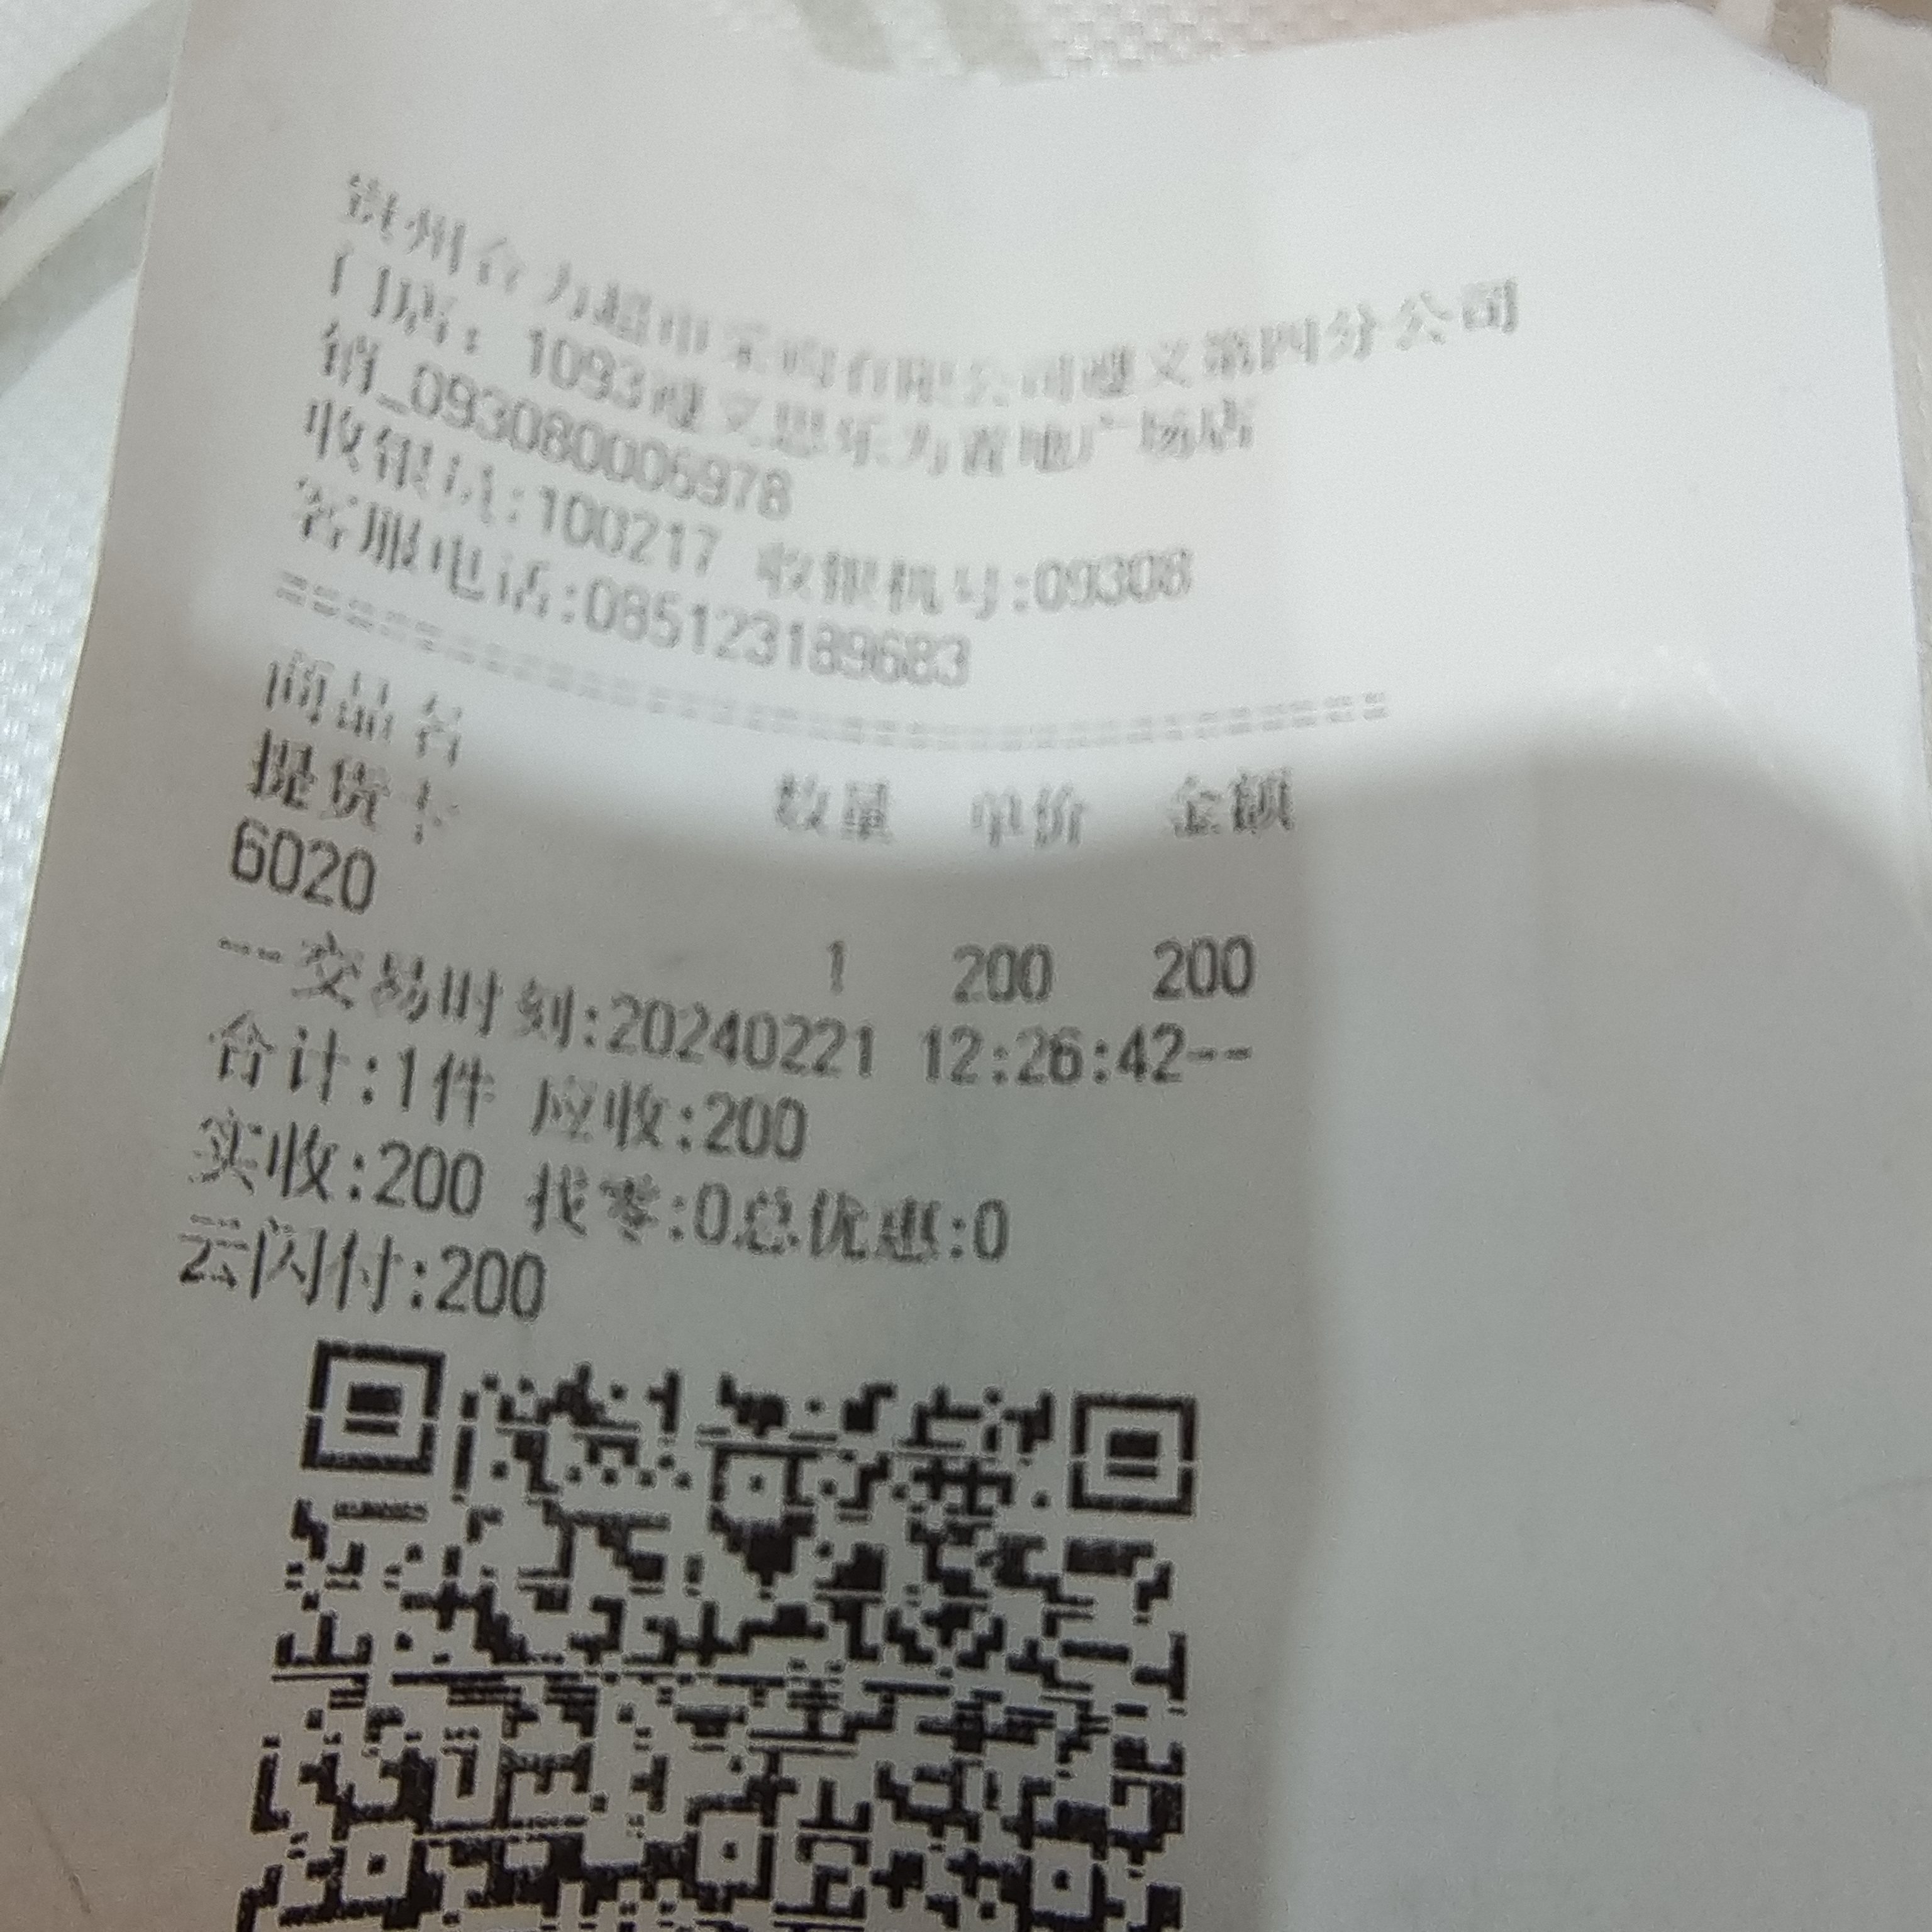 贵州合力超市采购有限公司遵义第四分公司
门店: 1093遵义思乐力置地广场店
销_093080006978
收银员:100217 收银机号:09308
客服电话:085123189683
================================
商品名 数量 单价 金额
提货卡
6020
1 200 200
--交易时刻:20240221 12:26:42--
合计:1件 应收:200
实收:200 找零:0总优惠:0
云闪付:200